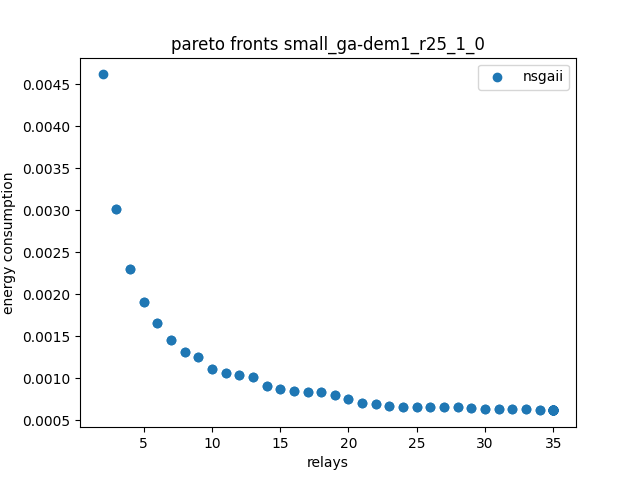 pareto fronts small_ga-dem1_r25_1_0
nsgaii
energy consumption
0.0045
0.0040
0.0035
0.0030
0.0025
0.0020
0.0015
0.0010
0.0005
5 10 15 20 25 30 35
relays